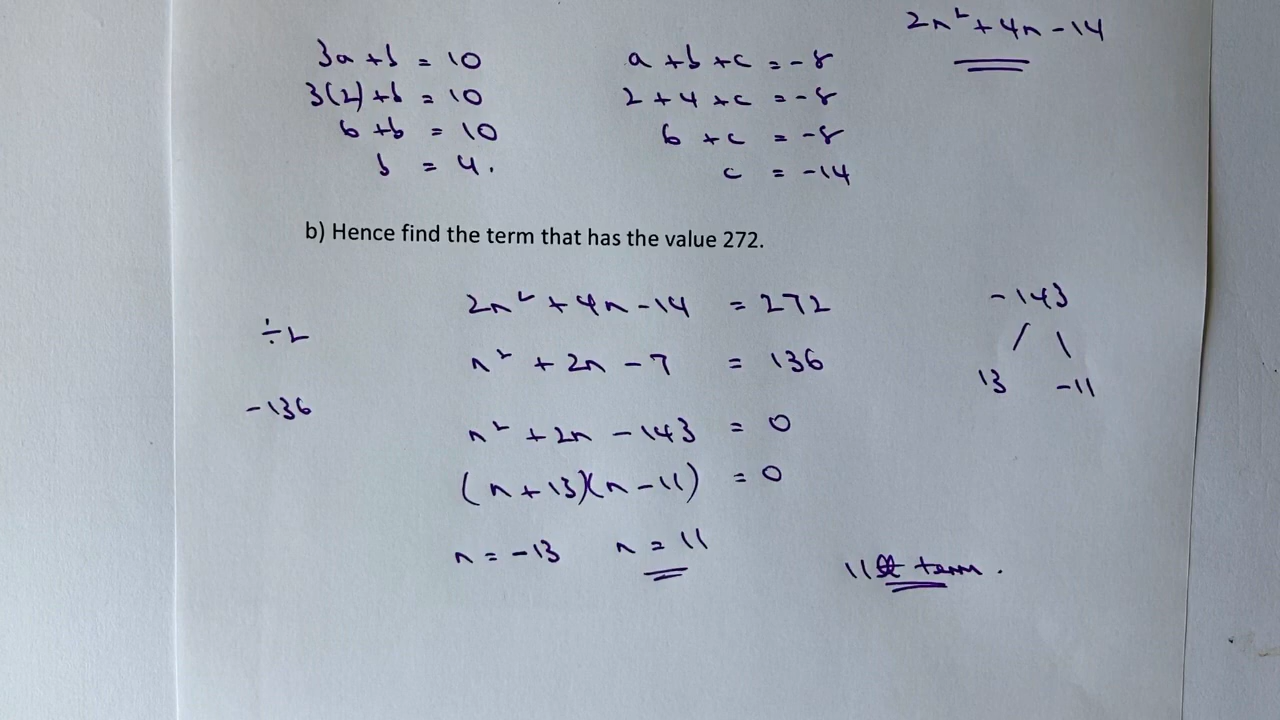 2n² + 4n - 14
3a + b = 10
3(2) + b = 10
6 + b = 10
b = 4.
a + b + c = -8
2 + 4 + c = -8
6 + c = -8
c = -14
b) Hence find the term that has the value 272.
2n² + 4n - 14 = 272
÷2
n² + 2n - 7 = 136
-136
n² + 2n - 143 = 0
(n + 13)(n - 11) = 0
n = -13 n = 11
-143
13 -11
11st term.